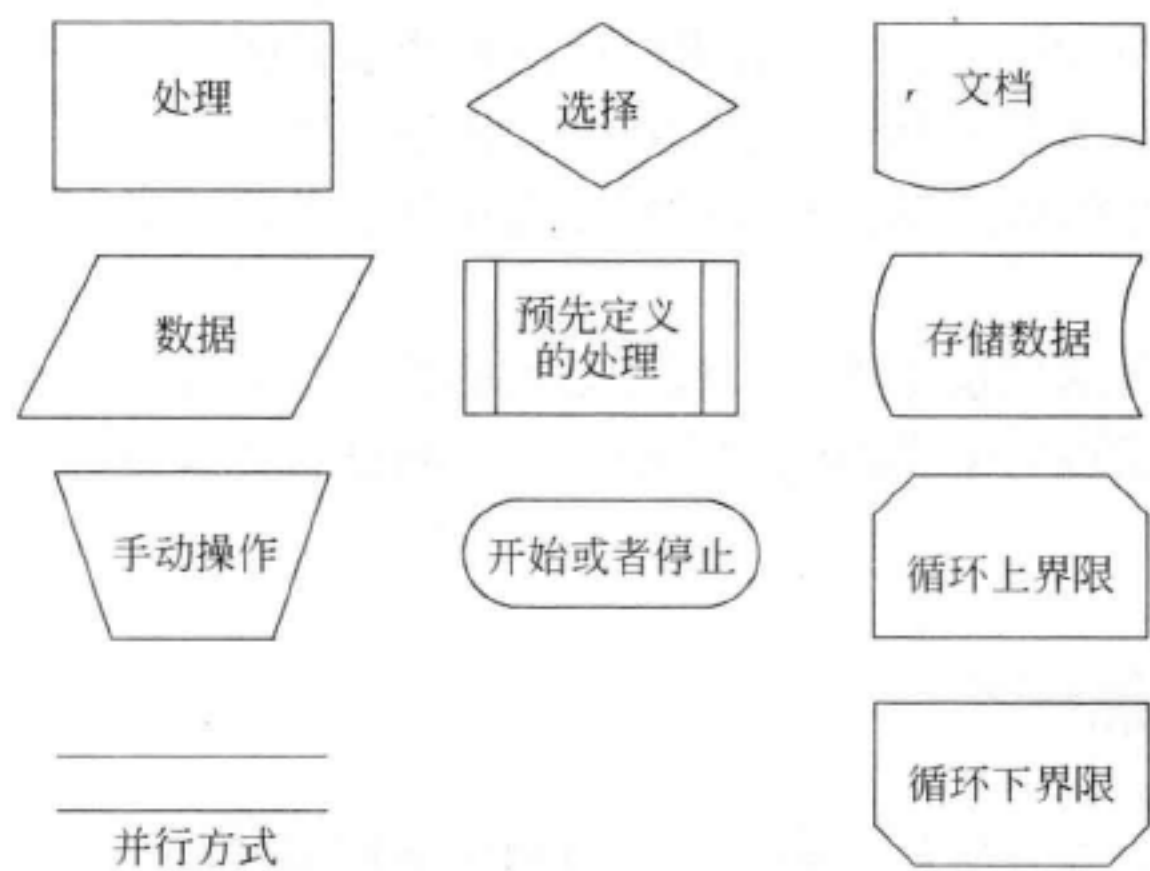 处理
选择
文档
数据
预先定义
的处理
存储数据
手动操作
开始或者停止
循环上界限
并行方式
循环下界限